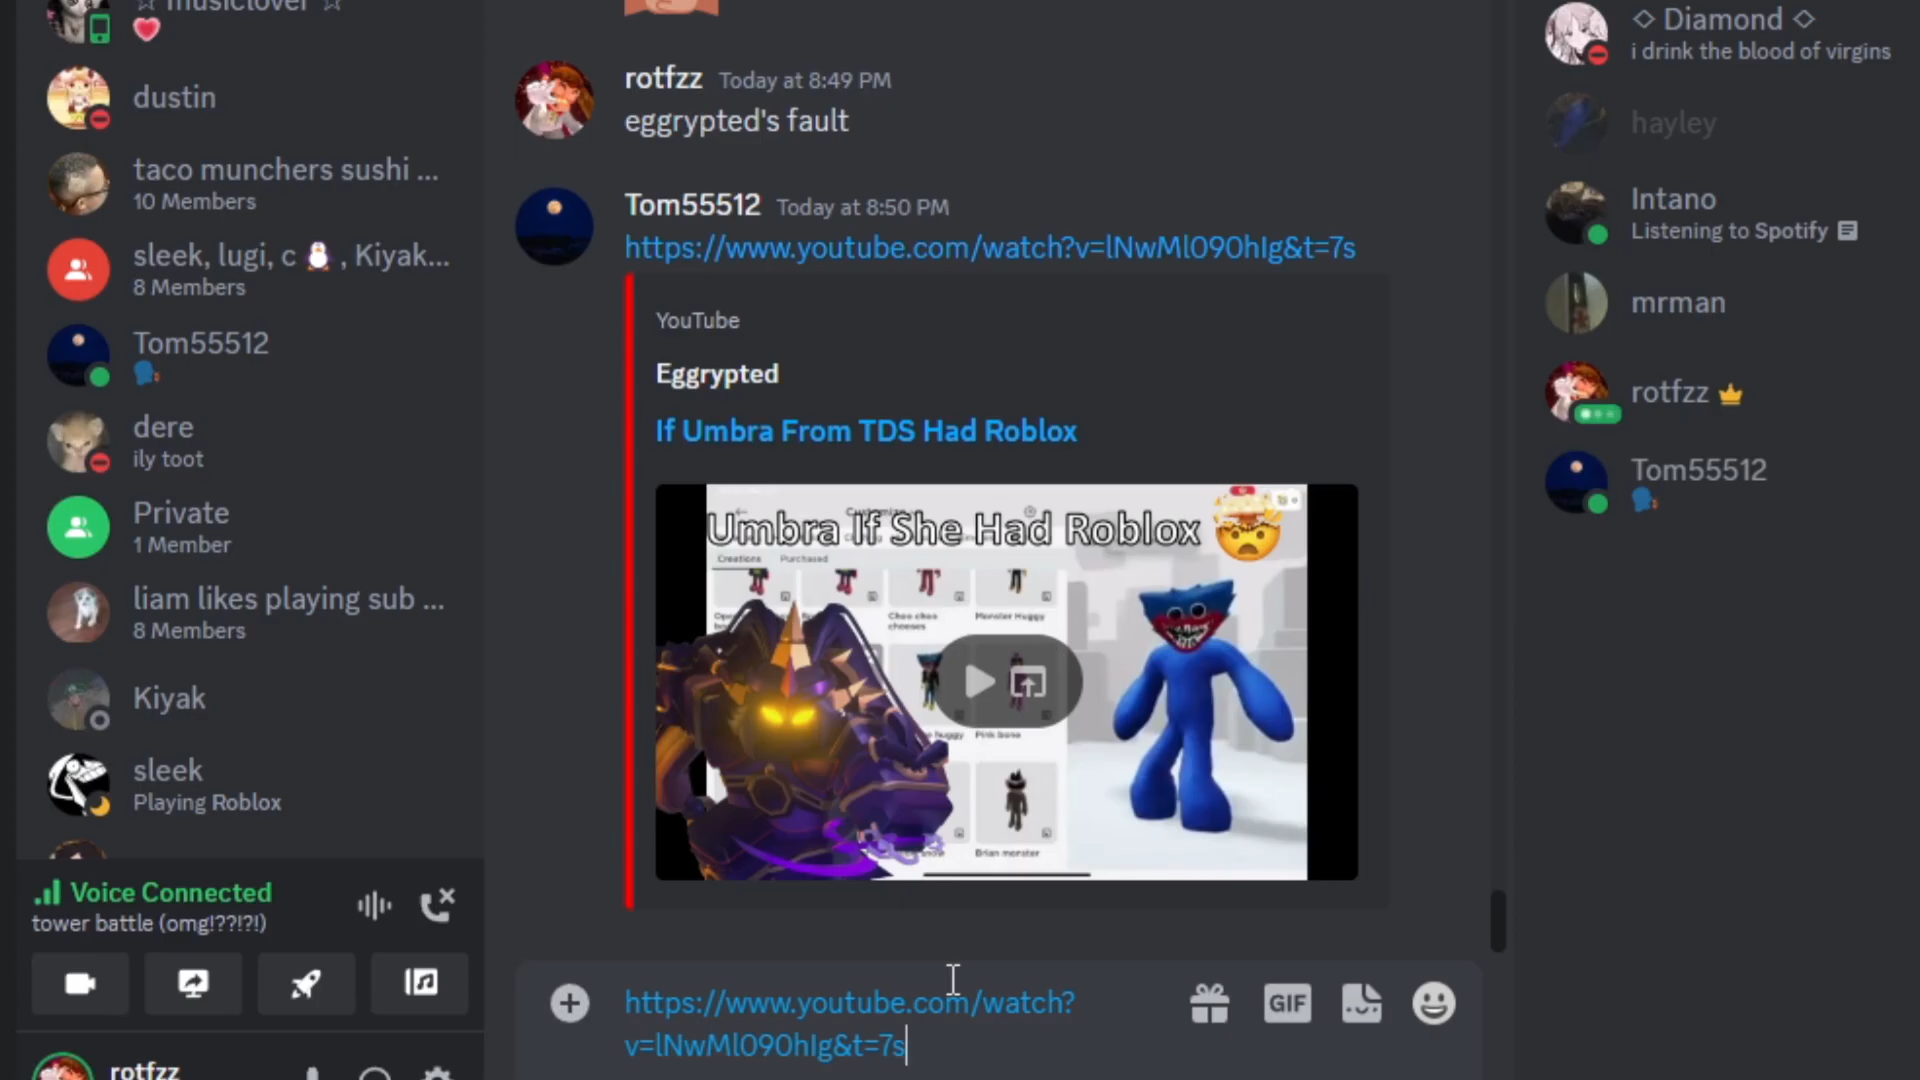 ☆ musiclover ☆
dustin
taco munchers sushi ...
10 Members
sleek, lugi, c 🐧 , Kiyak...
8 Members
Tom55512
dere
ily toot
Private
1 Member
liam likes playing sub ...
8 Members
Kiyak
sleek
Playing Roblox
Voice Connected
tower battle (omg!??!?!)
rotfzz
rotfzz Today at 8:49 PM
eggrypted's fault
Tom55512 Today at 8:50 PM
https://www.youtube.com/watch?v=lNwMl090hIg&t=7s
YouTube
Eggrypted
If Umbra From TDS Had Roblox
Umbra If She Had Roblox
Creations Purchased
Choo choo cheeses
Monster Huggy
huggy
Pink bone
Brian monster
https://www.youtube.com/watch?
v=lNwMl090hIg&t=7s
GIF
◇ Diamond ◇
i drink the blood of virgins
hayley
Intano
Listening to Spotify
mrman
rotfzz
Tom55512